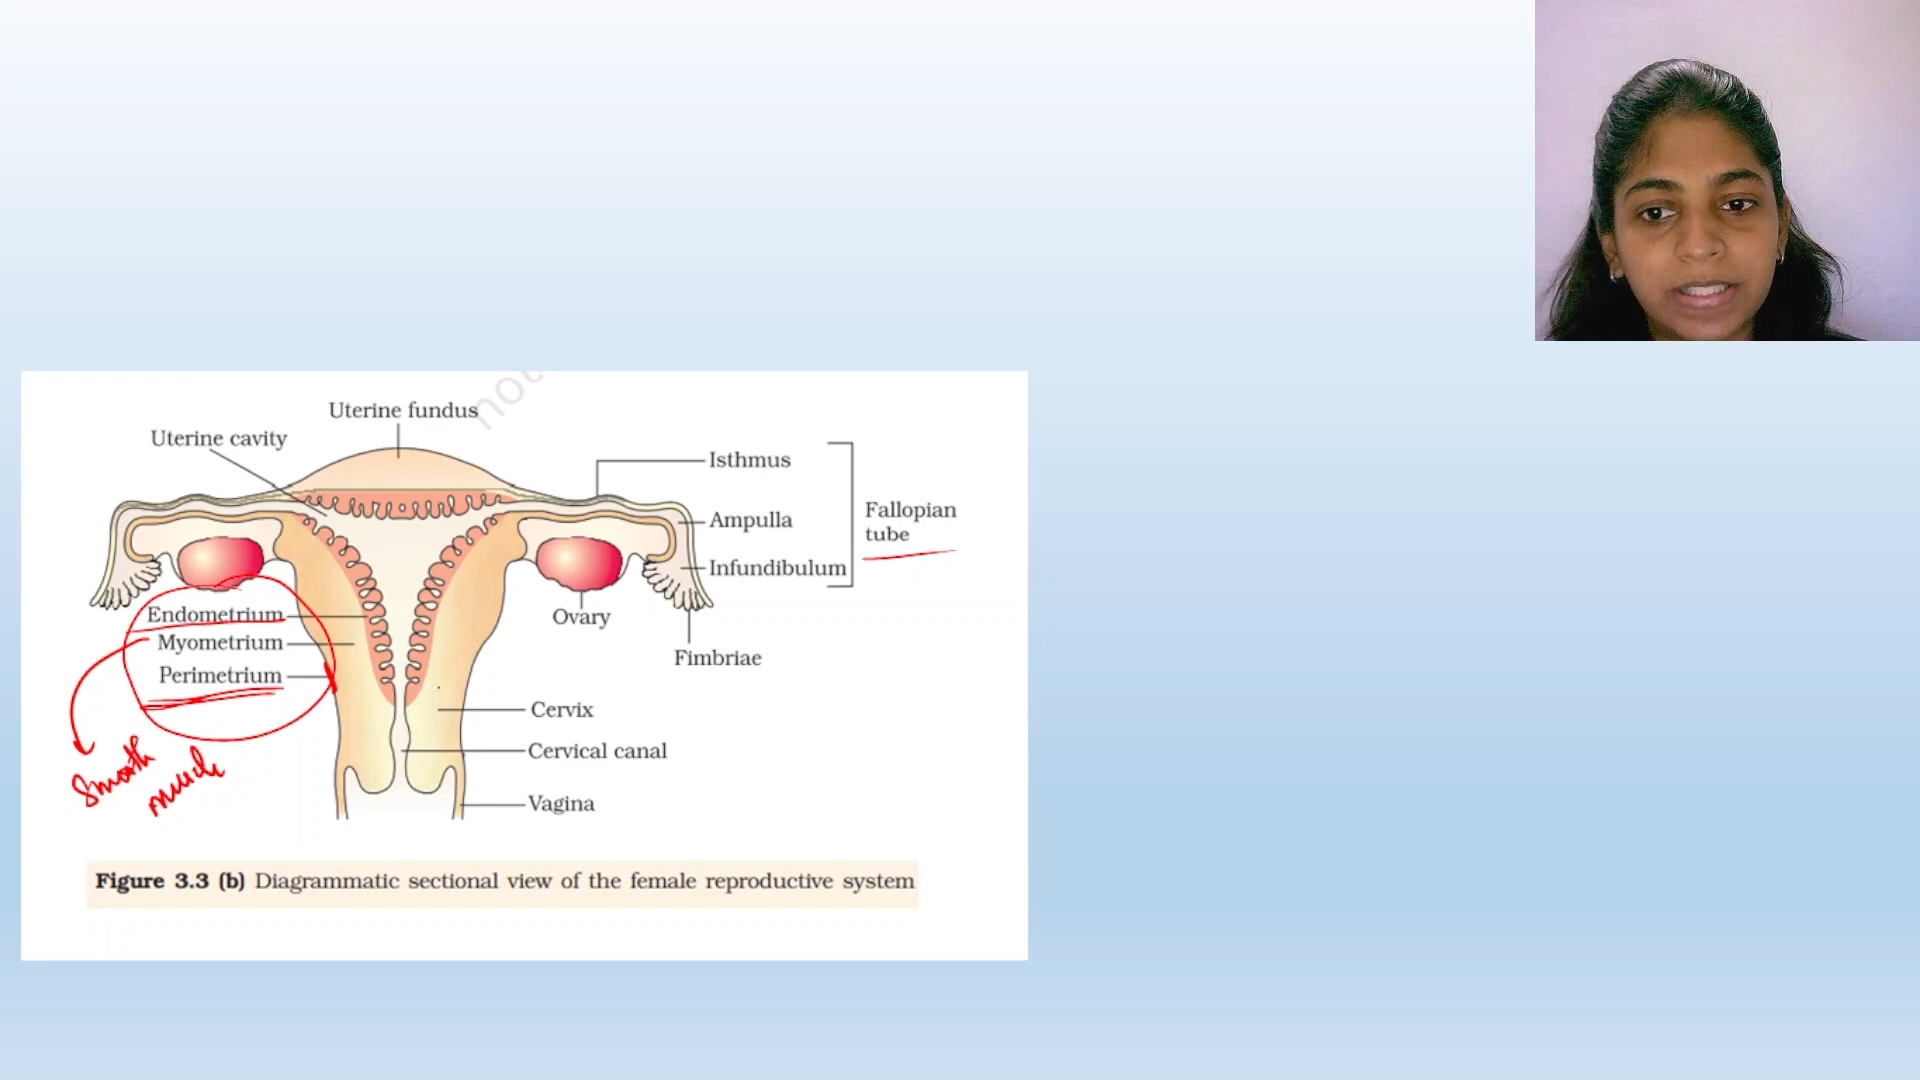 not
Uterine fundus
Uterine cavity
Isthmus
Ampulla
Infundibulum
Fallopian
tube
Endometrium
Myometrium
Perimetrium
Ovary
Fimbriae
Cervix
Cervical canal
Vagina
Smooth
muscle
Figure 3.3 (b) Diagrammatic sectional view of the female reproductive system